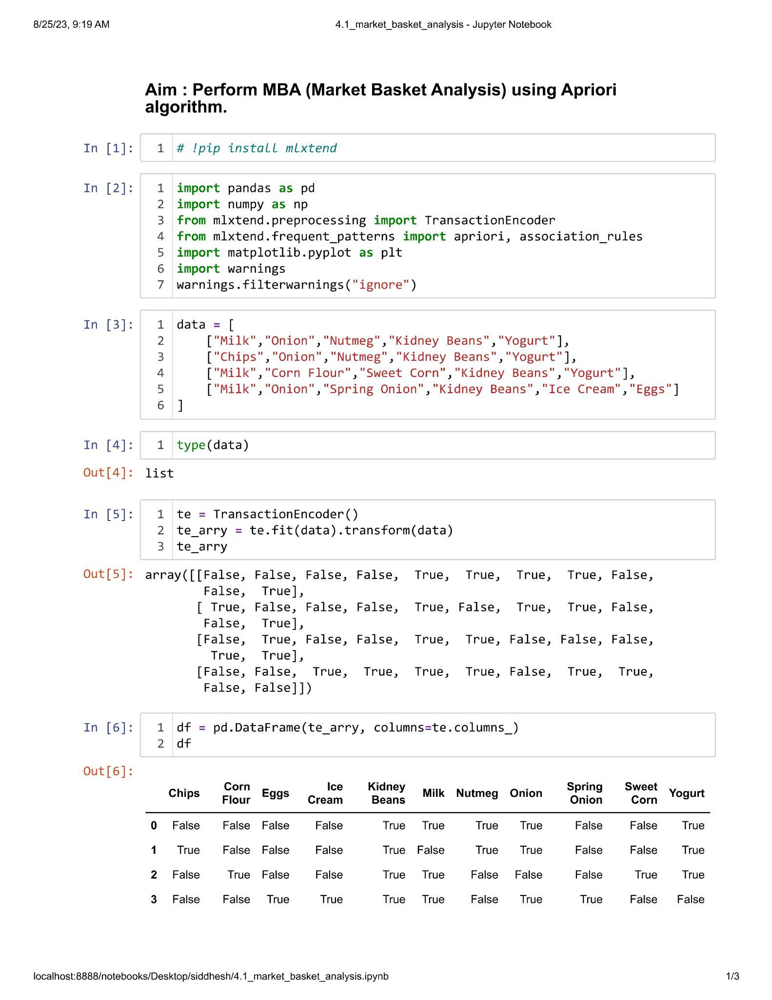 8/25/23, 9:19 AM 4.1_market_basket_analysis - Jupyter Notebook
Aim : Perform MBA (Market Basket Analysis) using Apriori
algorithm.
In [1]: 1 # !pip install mlxtend
In [2]: 1 import pandas as pd
2 import numpy as np
3 from mlxtend.preprocessing import TransactionEncoder
4 from mlxtend.frequent_patterns import apriori, association_rules
5 import matplotlib.pyplot as plt
6 import warnings
7 warnings.filterwarnings("ignore")
In [3]: 1 data = [
2     ["Milk","Onion","Nutmeg","Kidney Beans","Yogurt"],
3     ["Chips","Onion","Nutmeg","Kidney Beans","Yogurt"],
4     ["Milk","Corn Flour","Sweet Corn","Kidney Beans","Yogurt"],
5     ["Milk","Onion","Spring Onion","Kidney Beans","Ice Cream","Eggs"]
6 ]
In [4]: 1 type(data)
Out[4]: list
In [5]: 1 te = TransactionEncoder()
2 te_arry = te.fit(data).transform(data)
3 te_arry
Out[5]: array([[False, False, False, False,  True,  True,  True,  True, False,
        False,  True],
       [ True, False, False, False,  True, False,  True,  True, False,
        False,  True],
       [False,  True, False, False,  True,  True, False, False, False,
         True,  True],
       [False, False,  True,  True,  True,  True, False,  True,  True,
        False, False]])
In [6]: 1 df = pd.DataFrame(te_arry, columns=te.columns_)
2 df
Out[6]:
Chips Corn Flour Eggs Ice Cream Kidney Beans Milk Nutmeg Onion Spring Onion Sweet Corn Yogurt
0 False False False False True True True True False False True
1 True False False False True False True True False False True
2 False True False False True True False False False True True
3 False False True True True True False True True False False
localhost:8888/notebooks/Desktop/siddhesh/4.1_market_basket_analysis.ipynb 1/3